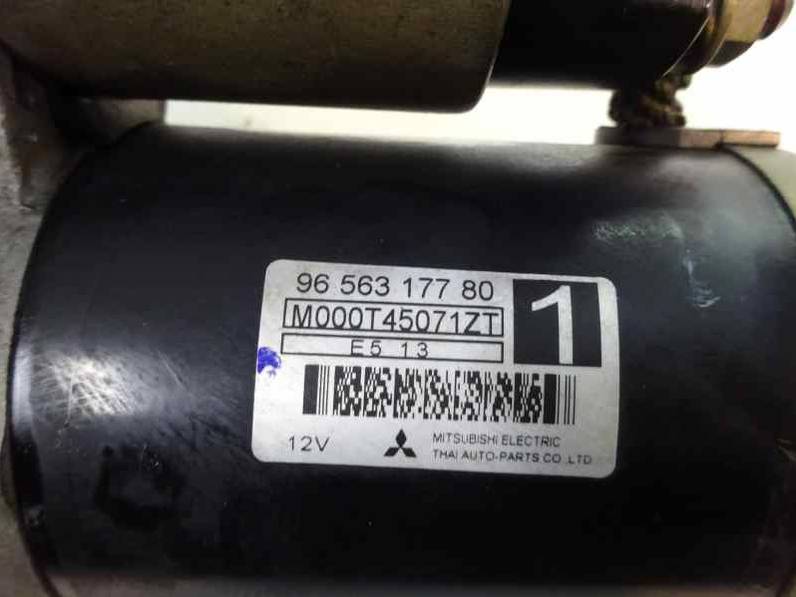 96 563 177 80
M000T45071ZT
1
E5 13
12V
MITSUBISHI ELECTRIC
THAI AUTO-PARTS CO.,LTD